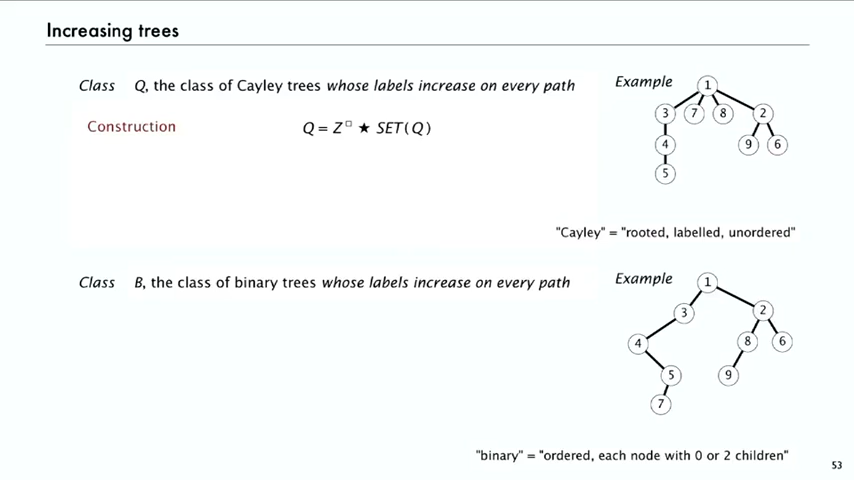 Increasing trees
Class Q, the class of Cayley trees whose labels increase on every path
Example
1
3 7 8 2
4 9 6
5
Construction Q = Z□ ★ SET(Q)
"Cayley" = "rooted, labelled, unordered"
Class B, the class of binary trees whose labels increase on every path
Example
1
3 2
4 8 6
5 9
7
"binary" = "ordered, each node with 0 or 2 children"
53